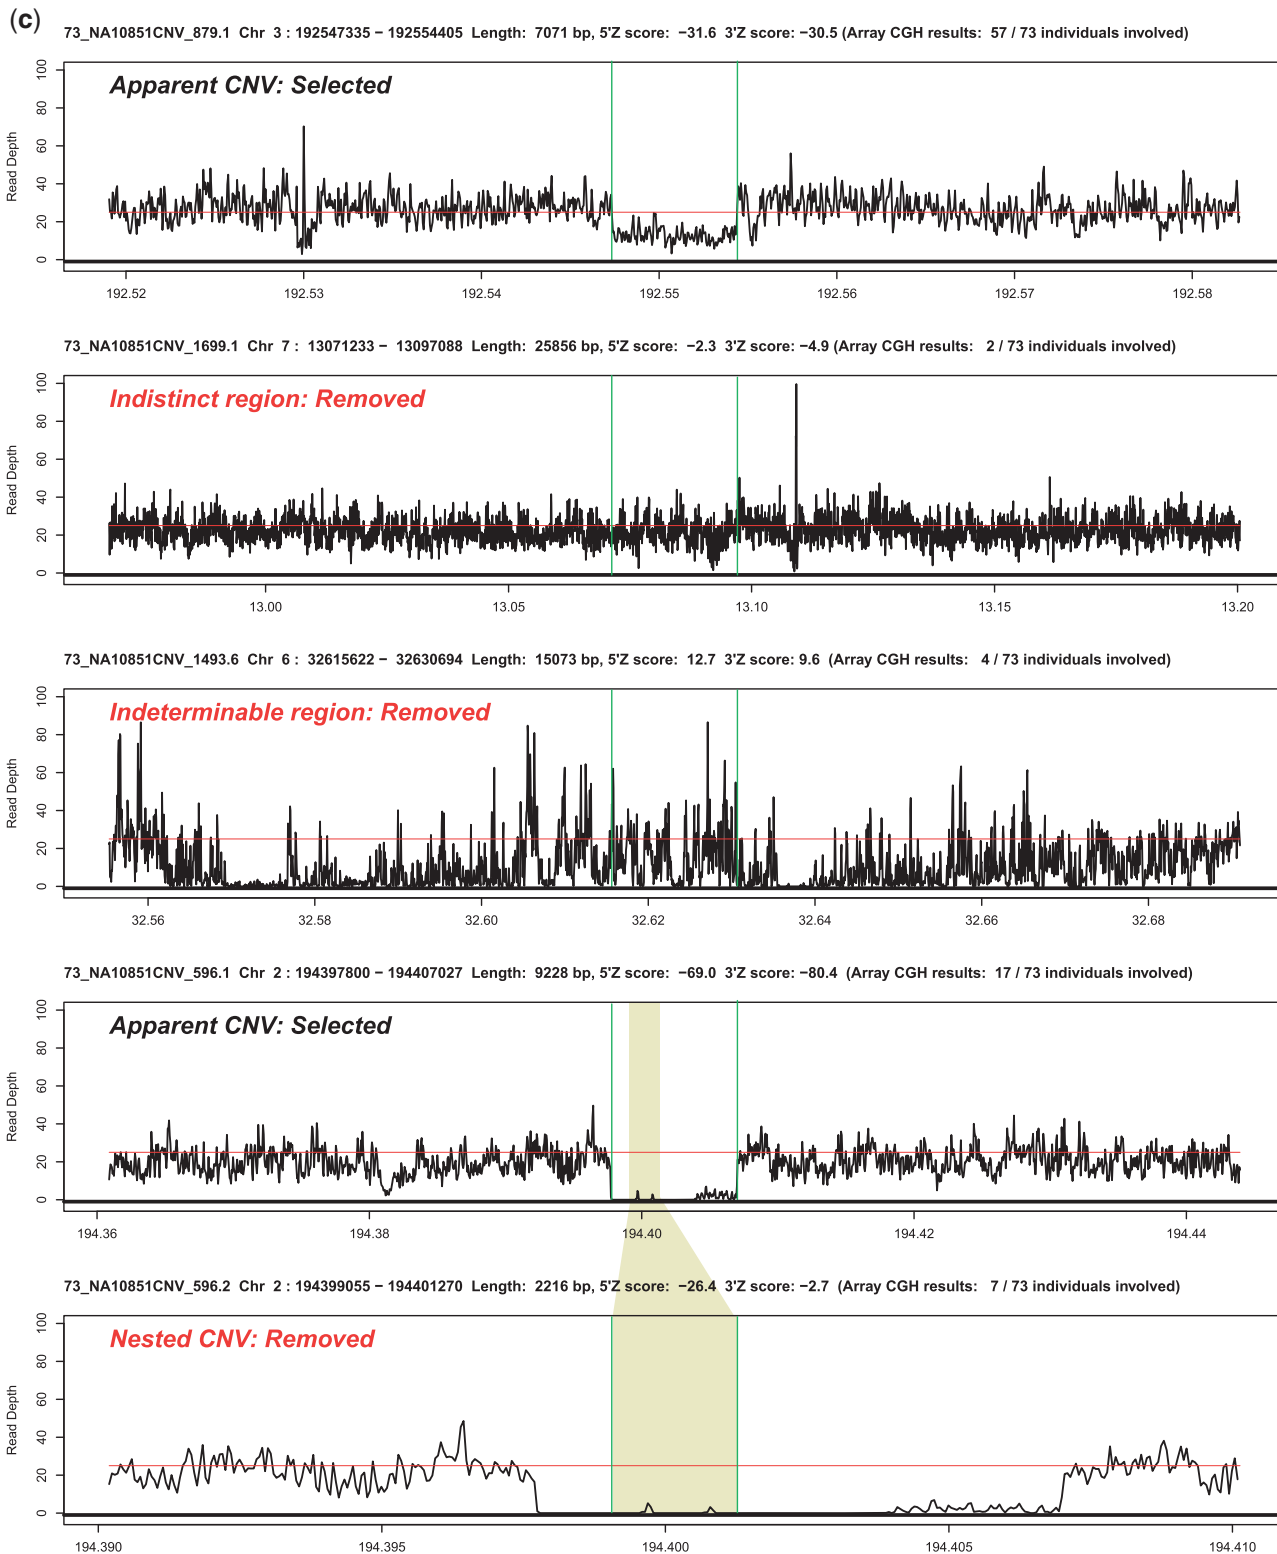 (c)
73_NA10851CNV_879.1 Chr 3 : 192547335 − 192554405 Length: 7071 bp, 5'Z score: −31.6 3'Z score: −30.5 (Array CGH results: 57 / 73 individuals involved)
Apparent CNV: Selected
Read Depth
100
80
60
40
20
0
192.52 192.53 192.54 192.55 192.56 192.57 192.58
73_NA10851CNV_1699.1 Chr 7 : 13071233 − 13097088 Length: 25856 bp, 5'Z score: −2.3 3'Z score: −4.9 (Array CGH results: 2 / 73 individuals involved)
Indistinct region: Removed
Read Depth
100
80
60
40
20
0
13.00 13.05 13.10 13.15 13.20
73_NA10851CNV_1493.6 Chr 6 : 32615622 − 32630694 Length: 15073 bp, 5'Z score: 12.7 3'Z score: 9.6 (Array CGH results: 4 / 73 individuals involved)
Indeterminable region: Removed
Read Depth
100
80
60
40
20
0
32.56 32.58 32.60 32.62 32.64 32.66 32.68
73_NA10851CNV_596.1 Chr 2 : 194397800 − 194407027 Length: 9228 bp, 5'Z score: −69.0 3'Z score: −80.4 (Array CGH results: 17 / 73 individuals involved)
Apparent CNV: Selected
Read Depth
100
80
60
40
20
0
194.36 194.38 194.40 194.42 194.44
73_NA10851CNV_596.2 Chr 2 : 194399055 − 194401270 Length: 2216 bp, 5'Z score: −26.4 3'Z score: −2.7 (Array CGH results: 7 / 73 individuals involved)
Nested CNV: Removed
Read Depth
100
80
60
40
20
0
194.390 194.395 194.400 194.405 194.410